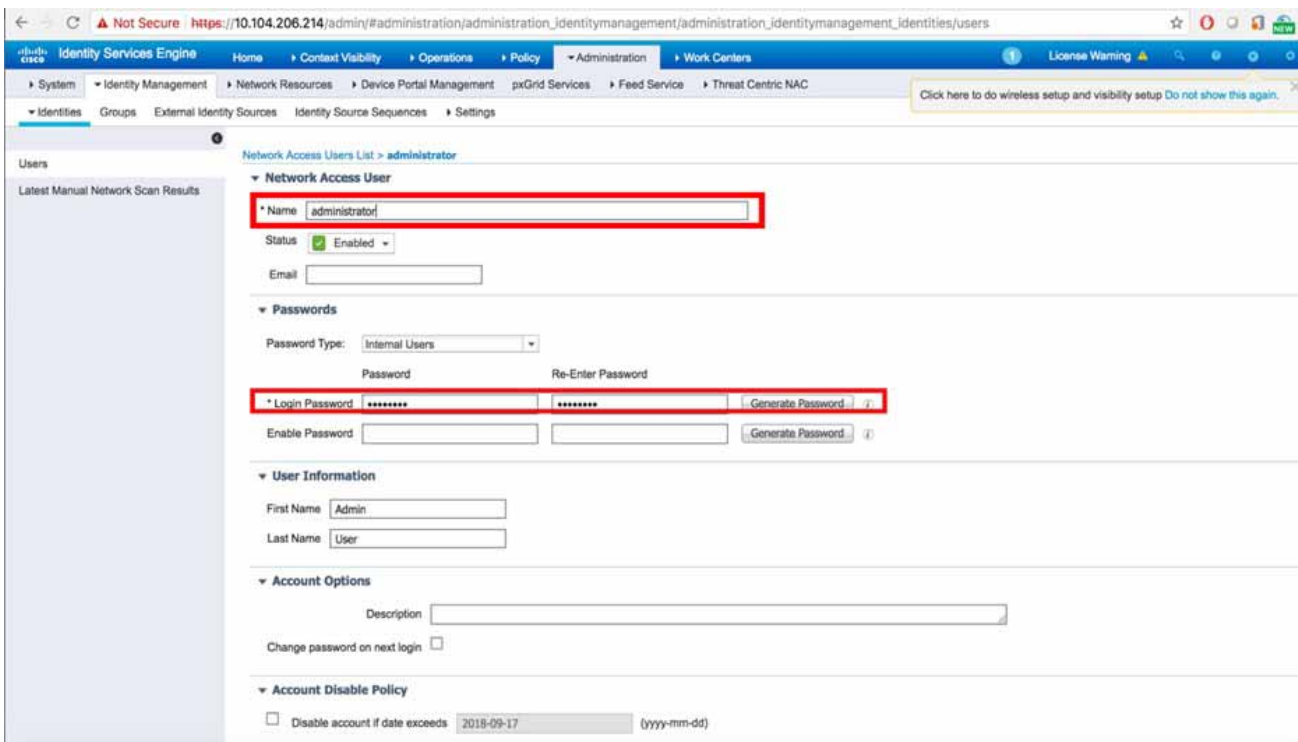 Not Secure https://10.104.206.214/admin/#administration/administration_identitymanagement/administration_identitymanagement_identities/users
NEW
cisco Identity Services Engine Home Context Visibility Operations Policy Administration Work Centers 1 License Warning
System Identity Management Network Resources Device Portal Management pxGrid Services Feed Service Threat Centric NAC
Click here to do wireless setup and visibility setup Do not show this again.
Identities Groups External Identity Sources Identity Source Sequences Settings
Users
Latest Manual Network Scan Results
Network Access Users List > administrator
Network Access User
* Name administrator
Status Enabled
Email
Passwords
Password Type: Internal Users
Password Re-Enter Password
* Login Password •••••••• •••••••• Generate Password i
Enable Password Generate Password i
User Information
First Name Admin
Last Name User
Account Options
Description
Change password on next login
Account Disable Policy
Disable account if date exceeds 2018-09-17 (yyyy-mm-dd)